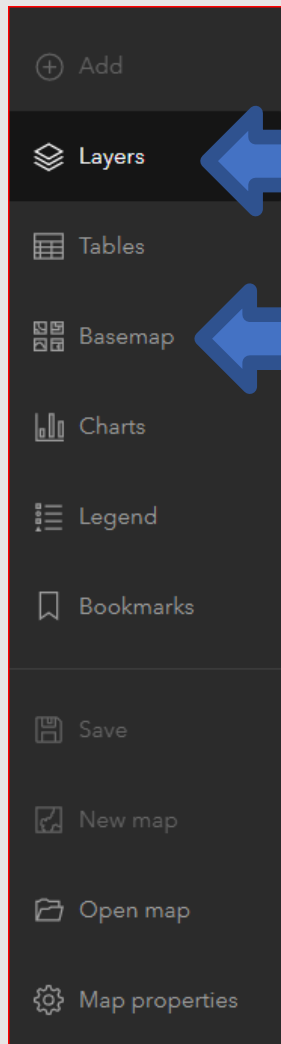 Add
Layers
Tables
Basemap
Charts
Legend
Bookmarks
Save
New map
Open map
Map properties